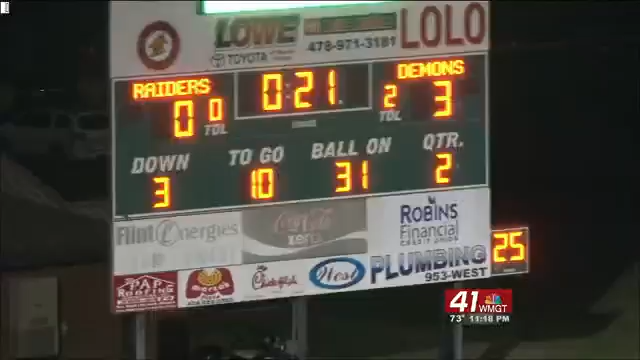 LOWE
TOYOTA
478-971-3181
LOLO
RAIDERS
DEMONS
0 0 0:21 2 3
TOL
TOL
DOWN TO GO BALL ON QTR.
3 10 31 2
Flint Energies
Coca-Cola
zero
ROBINS
Financial
CREDIT UNION
25
PAP
ROOFING
Chick-fil-A
West
PLUMBING
953-WEST
41 WMGT
73° 11:18 PM